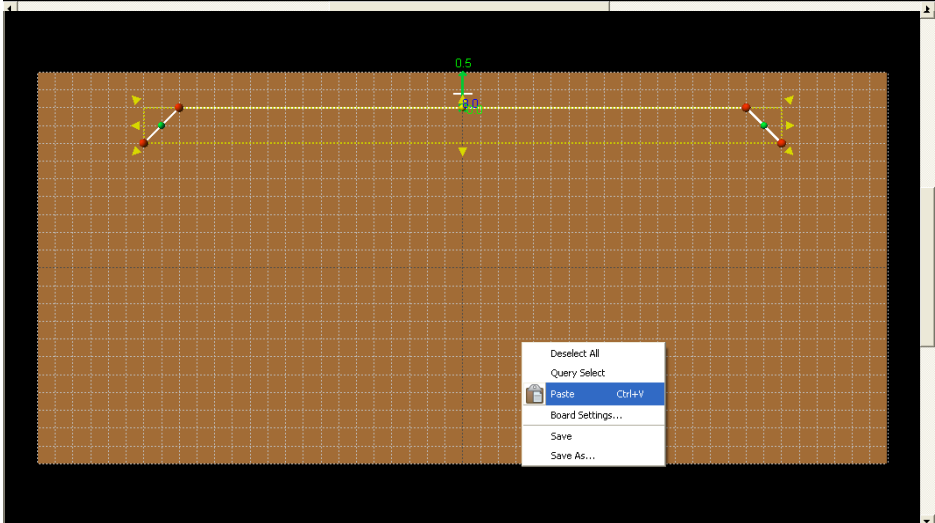 0.5
Deselect All
Query Select
Paste Ctrl+V
Board Settings...
Save
Save As...